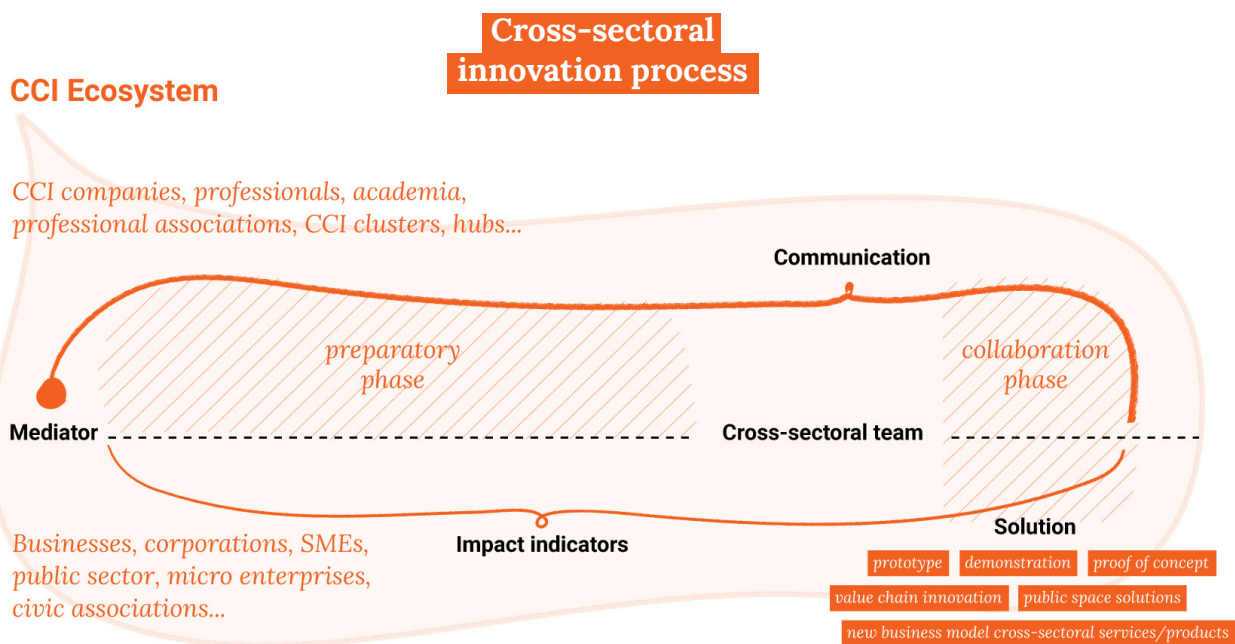 Cross-sectoral
innovation process
CCI Ecosystem
CCI companies, professionals, academia,
professional associations, CCI clusters, hubs...
Communication
preparatory
phase
collaboration
phase
Mediator
Cross-sectoral team
Impact indicators
Solution
Businesses, corporations, SMEs,
public sector, micro enterprises,
civic associations...
prototype
demonstration
proof of concept
value chain innovation
public space solutions
new business model cross-sectoral services/products